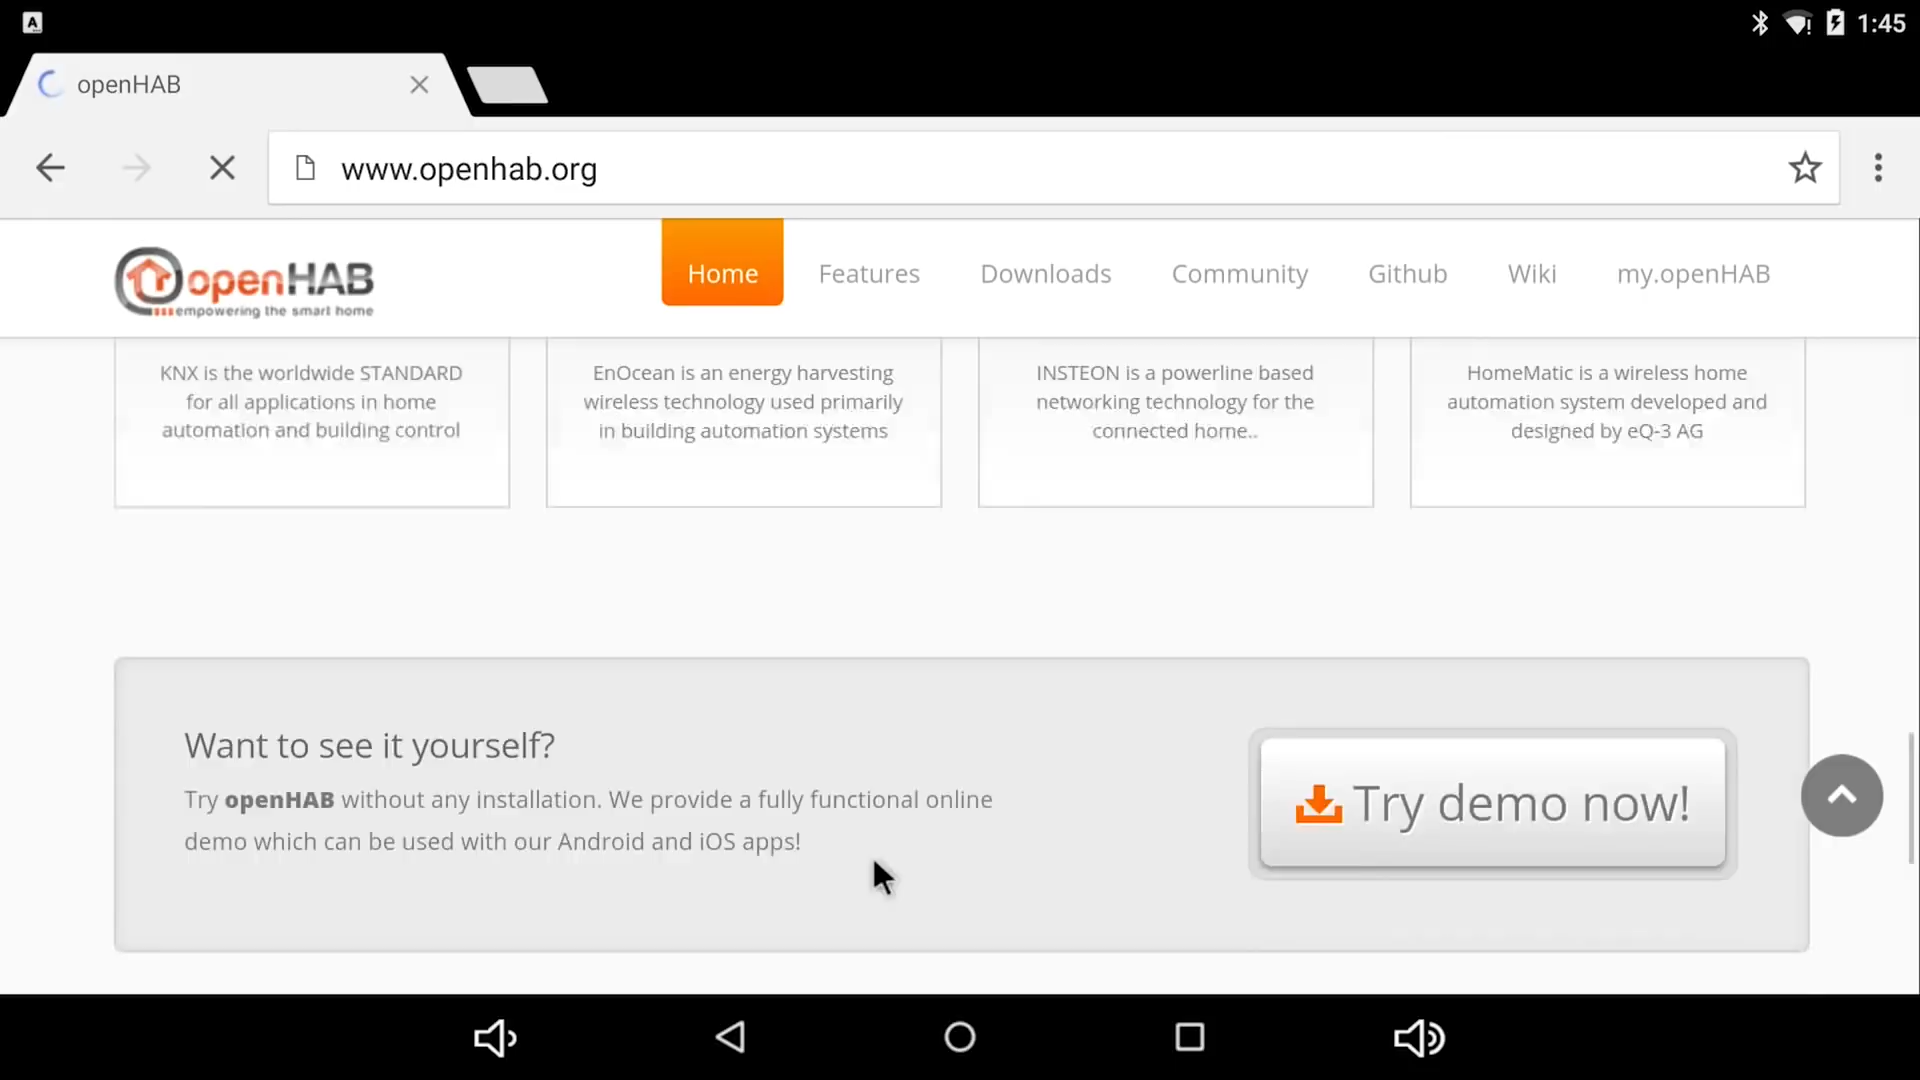 A
1:45
openHAB
www.openhab.org
openHAB
empowering the smart home
Home
Features
Downloads
Community
Github
Wiki
my.openHAB
KNX is the worldwide STANDARD
for all applications in home
automation and building control
EnOcean is an energy harvesting
wireless technology used primarily
in building automation systems
INSTEON is a powerline based
networking technology for the
connected home..
HomeMatic is a wireless home
automation system developed and
designed by eQ-3 AG
Want to see it yourself?
Try openHAB without any installation. We provide a fully functional online
demo which can be used with our Android and iOS apps!
Try demo now!